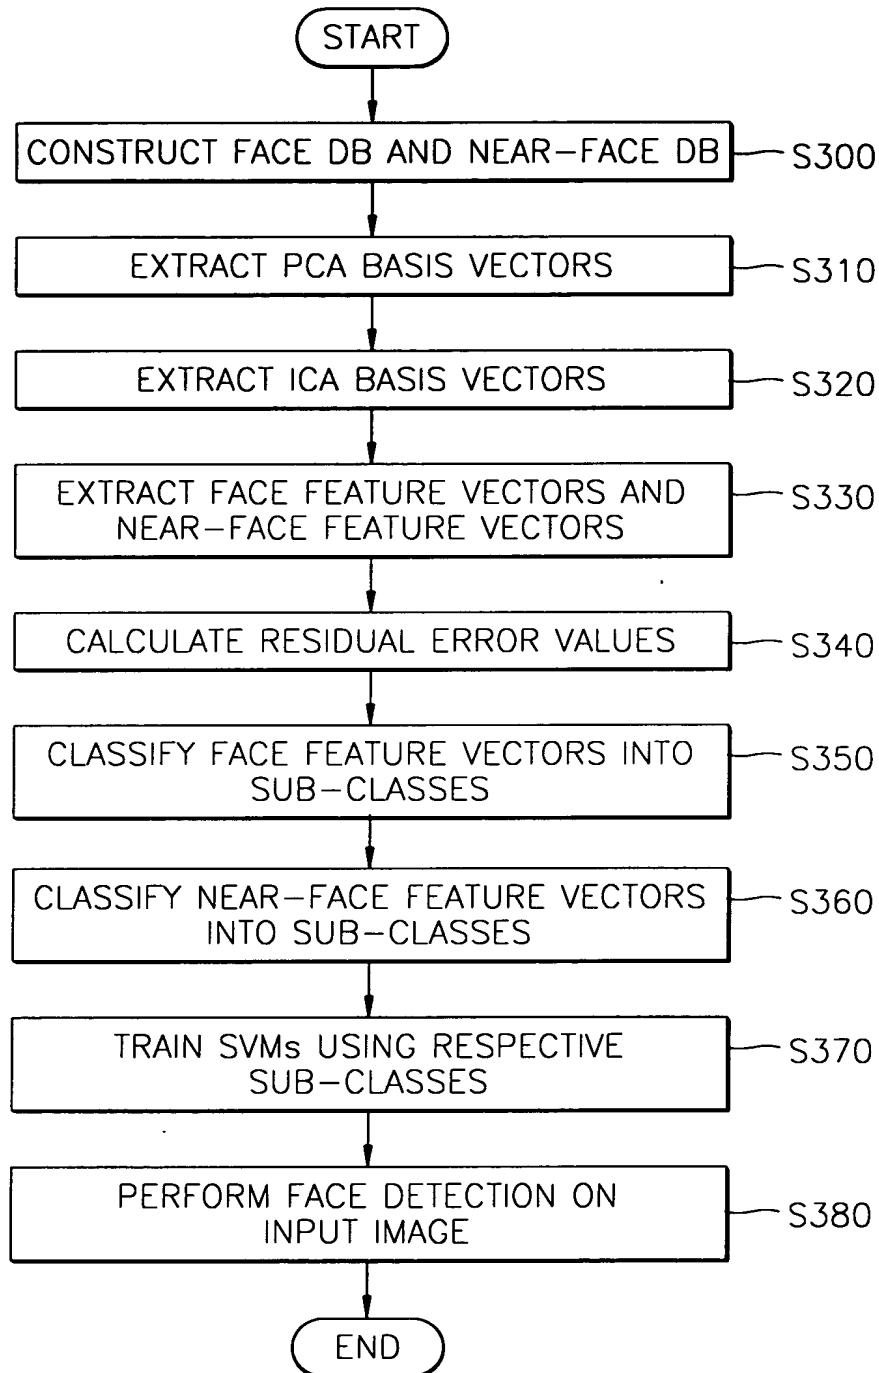 START
CONSTRUCT FACE DB AND NEAR-FACE DB
S300
EXTRACT PCA BASIS VECTORS
S310
EXTRACT ICA BASIS VECTORS
S320
EXTRACT FACE FEATURE VECTORS AND
NEAR-FACE FEATURE VECTORS
S330
CALCULATE RESIDUAL ERROR VALUES
S340
CLASSIFY FACE FEATURE VECTORS INTO
SUB-CLASSES
S350
CLASSIFY NEAR-FACE FEATURE VECTORS
INTO SUB-CLASSES
S360
TRAIN SVMs USING RESPECTIVE
SUB-CLASSES
S370
PERFORM FACE DETECTION ON
INPUT IMAGE
S380
END